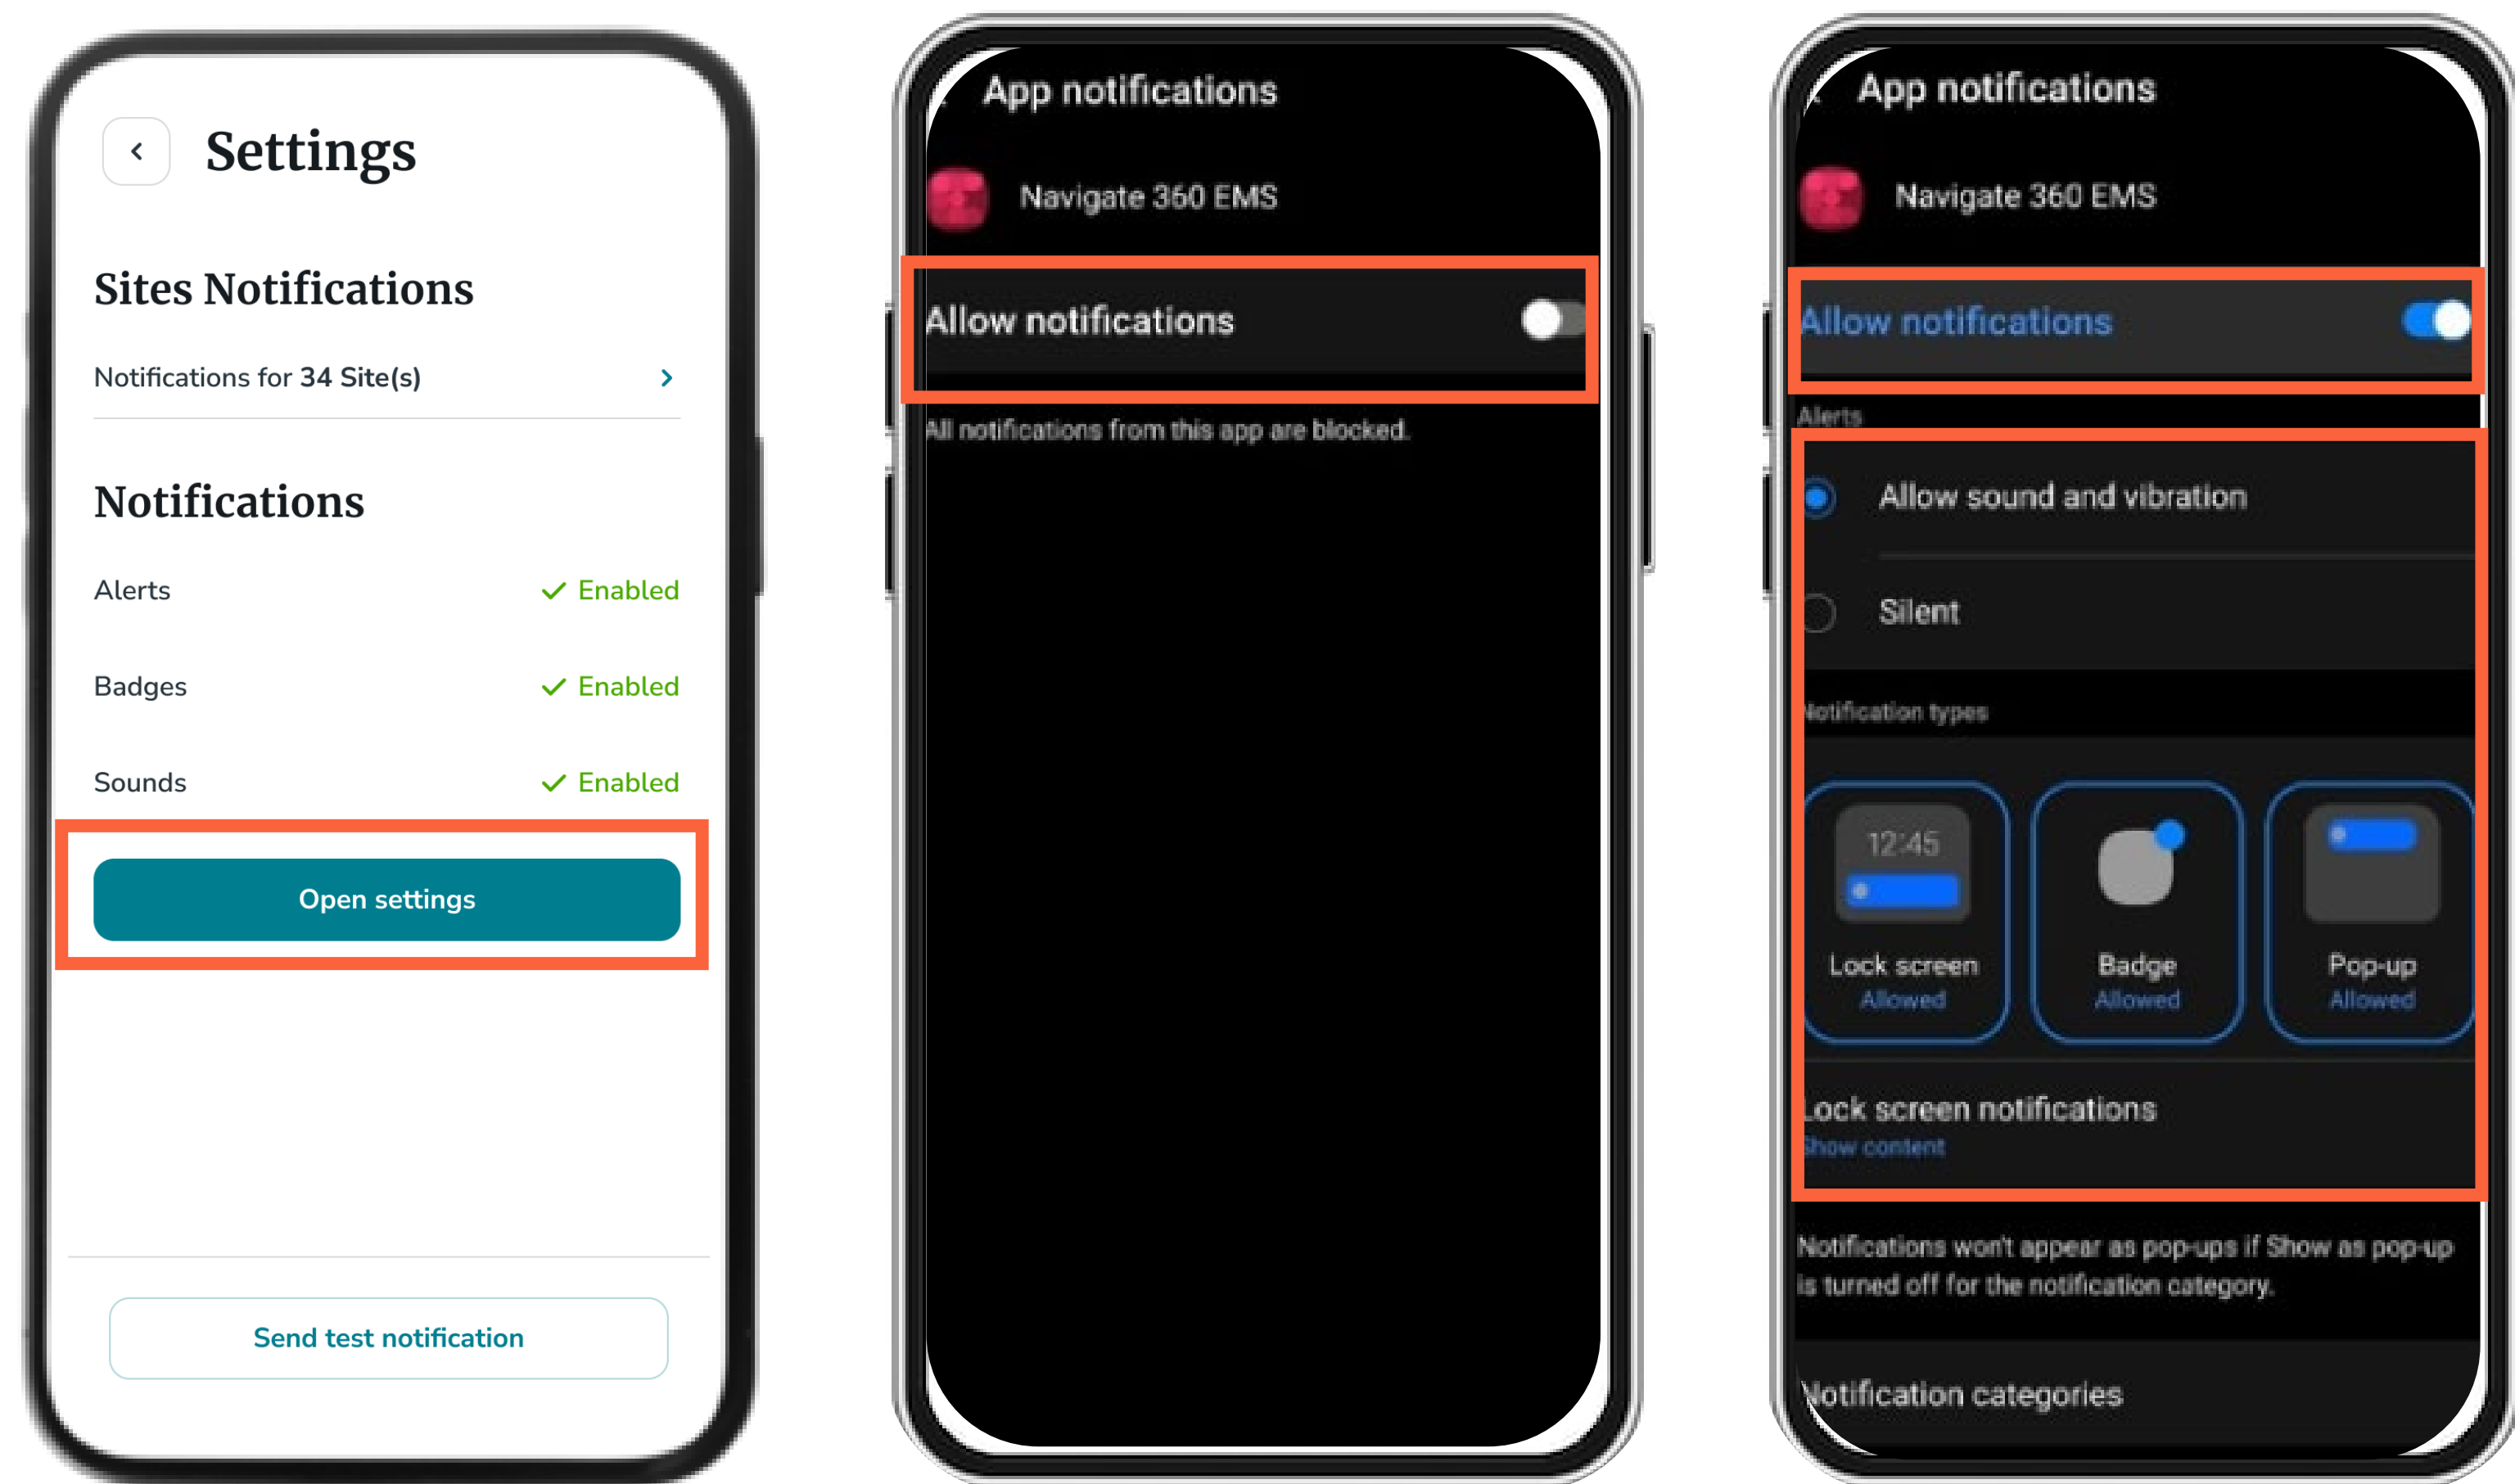 Settings
Sites Notifications
Notifications for 34 Site(s)
Notifications
Alerts
Enabled
Badges
Enabled
Sounds
Enabled
Open settings
Send test notification
App notifications
Navigate 360 EMS
Allow notifications
All notifications from this app are blocked.
App notifications
Navigate 360 EMS
Allow notifications
Alerts
Allow sound and vibration
Silent
Notification types
12:45
Lock screen
Allowed
Badge
Allowed
Pop-up
Allowed
Lock screen notifications
Show content
Notifications won't appear as pop-ups if Show as pop-up
is turned off for the notification category.
Notification categories